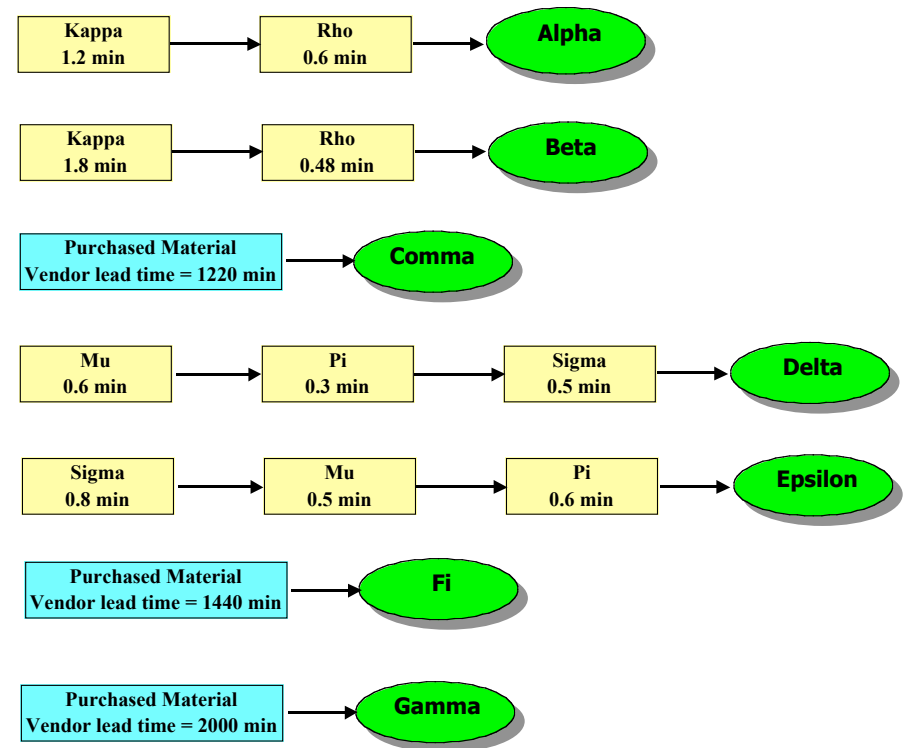 Kappa
1.2 min
Rho
0.6 min
Alpha
Kappa
1.8 min
Rho
0.48 min
Beta
Purchased Material
Vendor lead time = 1220 min
Comma
Mu
0.6 min
Pi
0.3 min
Sigma
0.5 min
Delta
Sigma
0.8 min
Mu
0.5 min
Pi
0.6 min
Epsilon
Purchased Material
Vendor lead time = 1440 min
Fi
Purchased Material
Vendor lead time = 2000 min
Gamma